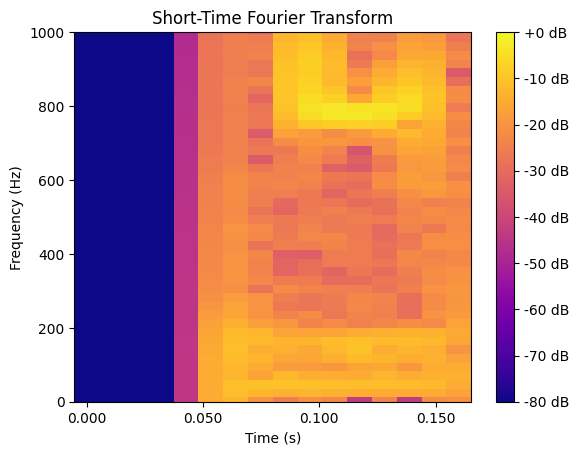 Short-Time Fourier Transform
Frequency (Hz)
1000
800
600
400
200
0
0.000
0.050
0.100
0.150
Time (s)
+0 dB
-10 dB
-20 dB
-30 dB
-40 dB
-50 dB
-60 dB
-70 dB
-80 dB